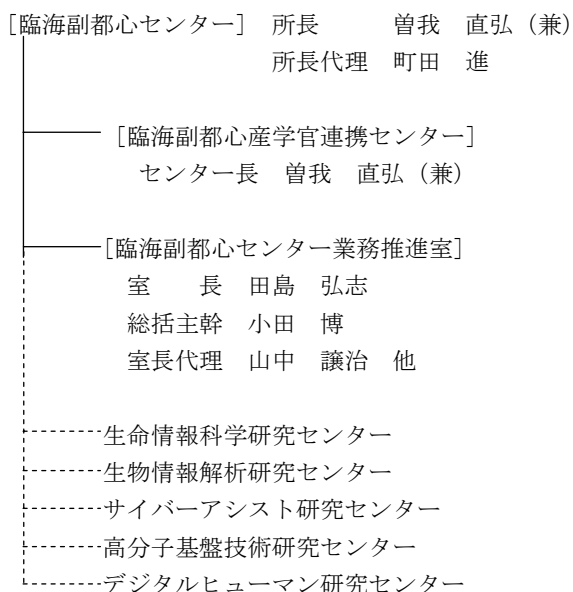 [臨海副都心センター] 所長 曽我 直弘(兼)
所長代理 町田 進
[臨海副都心産学官連携センター]
センター長 曽我 直弘(兼)
[臨海副都心センター業務推進室]
室 長 田島 弘志
総括主幹 小田 博
室長代理 山中 譲治 他
生命情報科学研究センター
生物情報解析研究センター
サイバーアシスト研究センター
高分子基盤技術研究センター
デジタルヒューマン研究センター